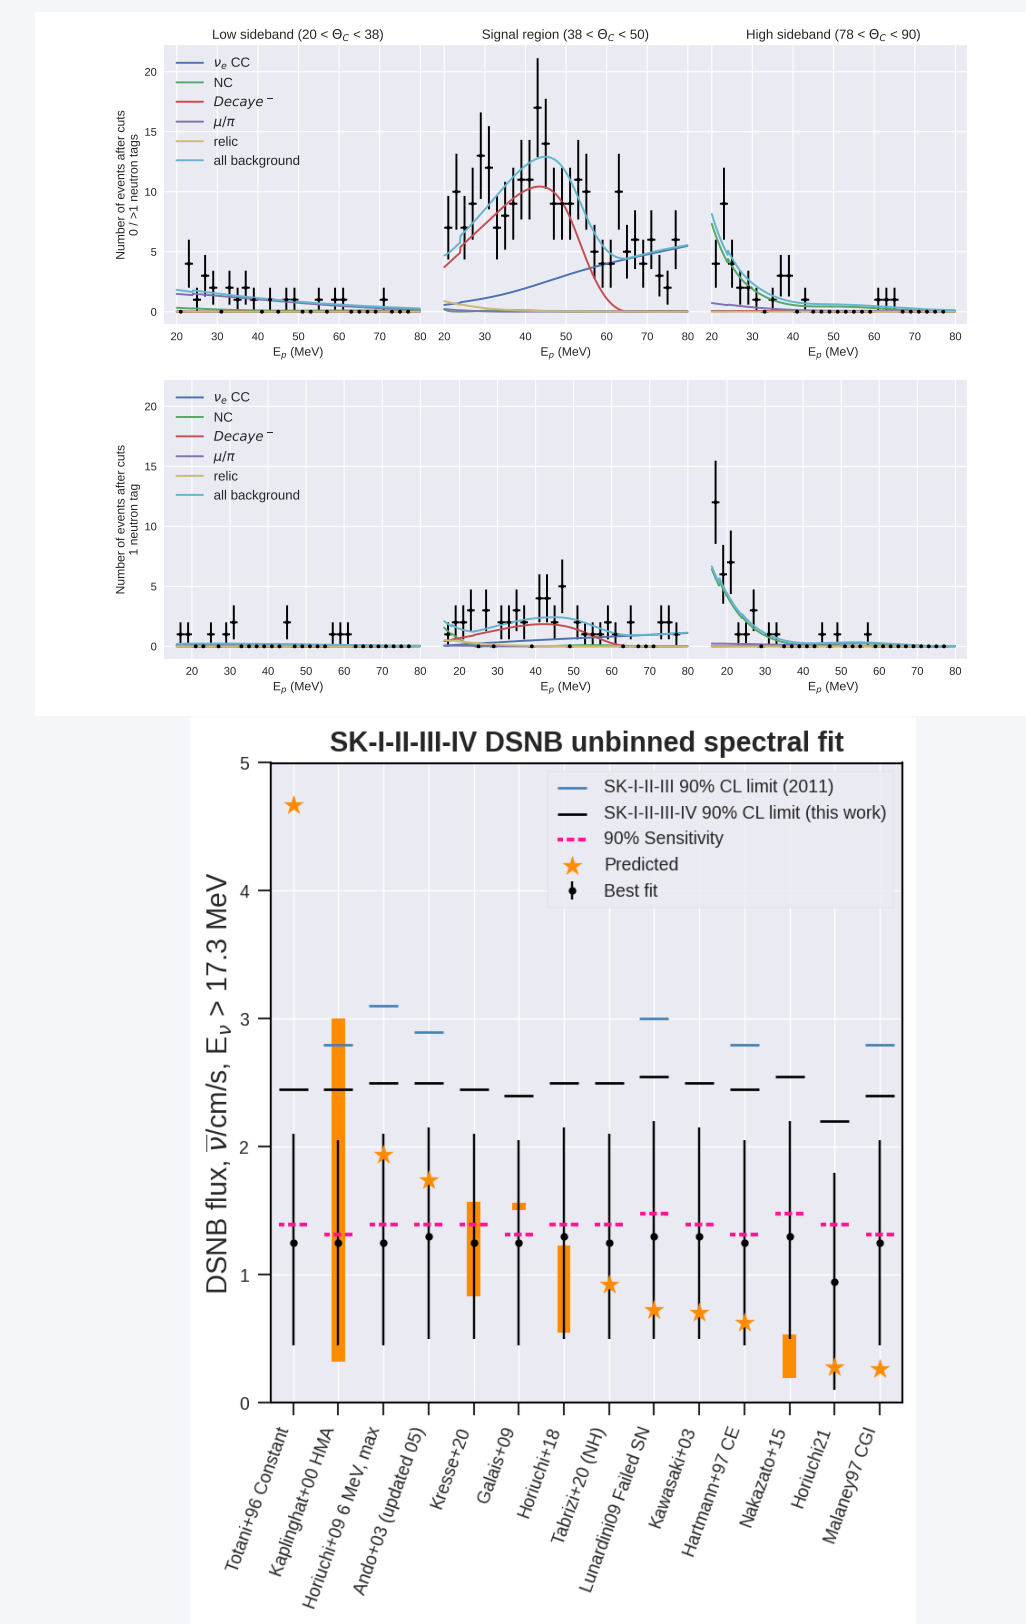 Low sideband (20 < Θ_C < 38)
Signal region (38 < Θ_C < 50)
High sideband (78 < Θ_C < 90)
Number of events after cuts
0 / >1 neutron tags
20
15
10
5
0
ν_e CC
NC
Decaye⁻
μ/π
relic
all background
20 30 40 50 60 70 80
20 30 40 50 60 70 80
20 30 40 50 60 70 80
E_p (MeV)
E_p (MeV)
E_p (MeV)
Number of events after cuts
1 neutron tag
20
15
10
5
0
ν_e CC
NC
Decaye⁻
μ/π
relic
all background
20 30 40 50 60 70 80
20 30 40 50 60 70 80
20 30 40 50 60 70 80
E_p (MeV)
E_p (MeV)
E_p (MeV)
SK-I-II-III-IV DSNB unbinned spectral fit
DSNB flux, ν̅/cm/s, E_ν > 17.3 MeV
5
4
3
2
1
0
SK-I-II-III 90% CL limit (2011)
SK-I-II-III-IV 90% CL limit (this work)
90% Sensitivity
Predicted
Best fit
Totani+96 Constant
Kaplinghat+00 HMA
Horiuchi+09 6 MeV, max
Ando+03 (updated 05)
Kresse+20
Galais+09
Horiuchi+18
Tabrizi+20 (NH)
Lunardini09 Failed SN
Kawasaki+03
Hartmann+97 CE
Nakazato+15
Horiuchi21
Malaney97 CGI